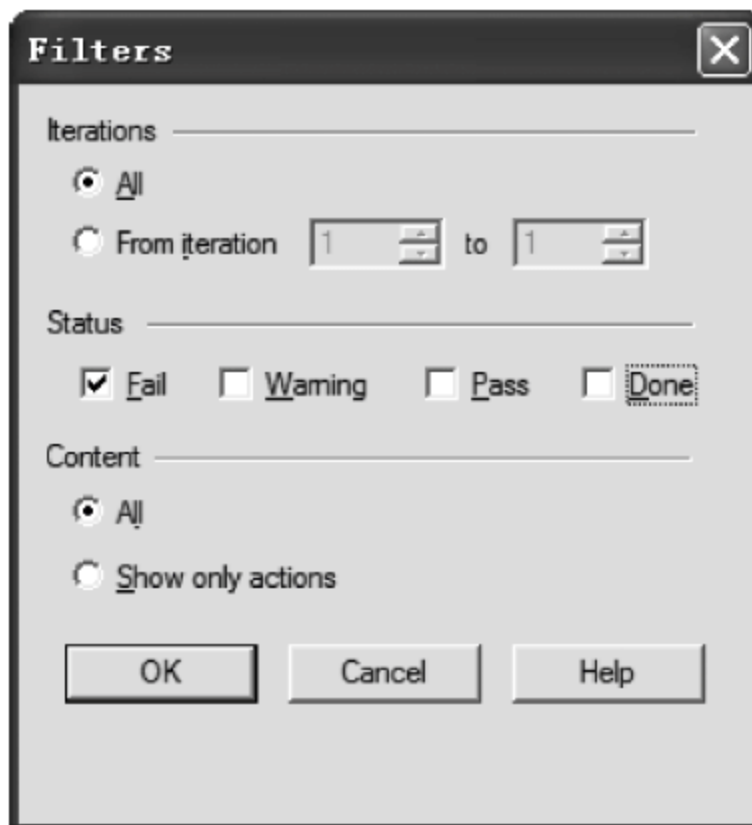 Filters
Iterations
All
From iteration 1 to 1
Status
Fail Warning Pass Done
Content
All
Show only actions
OK Cancel Help